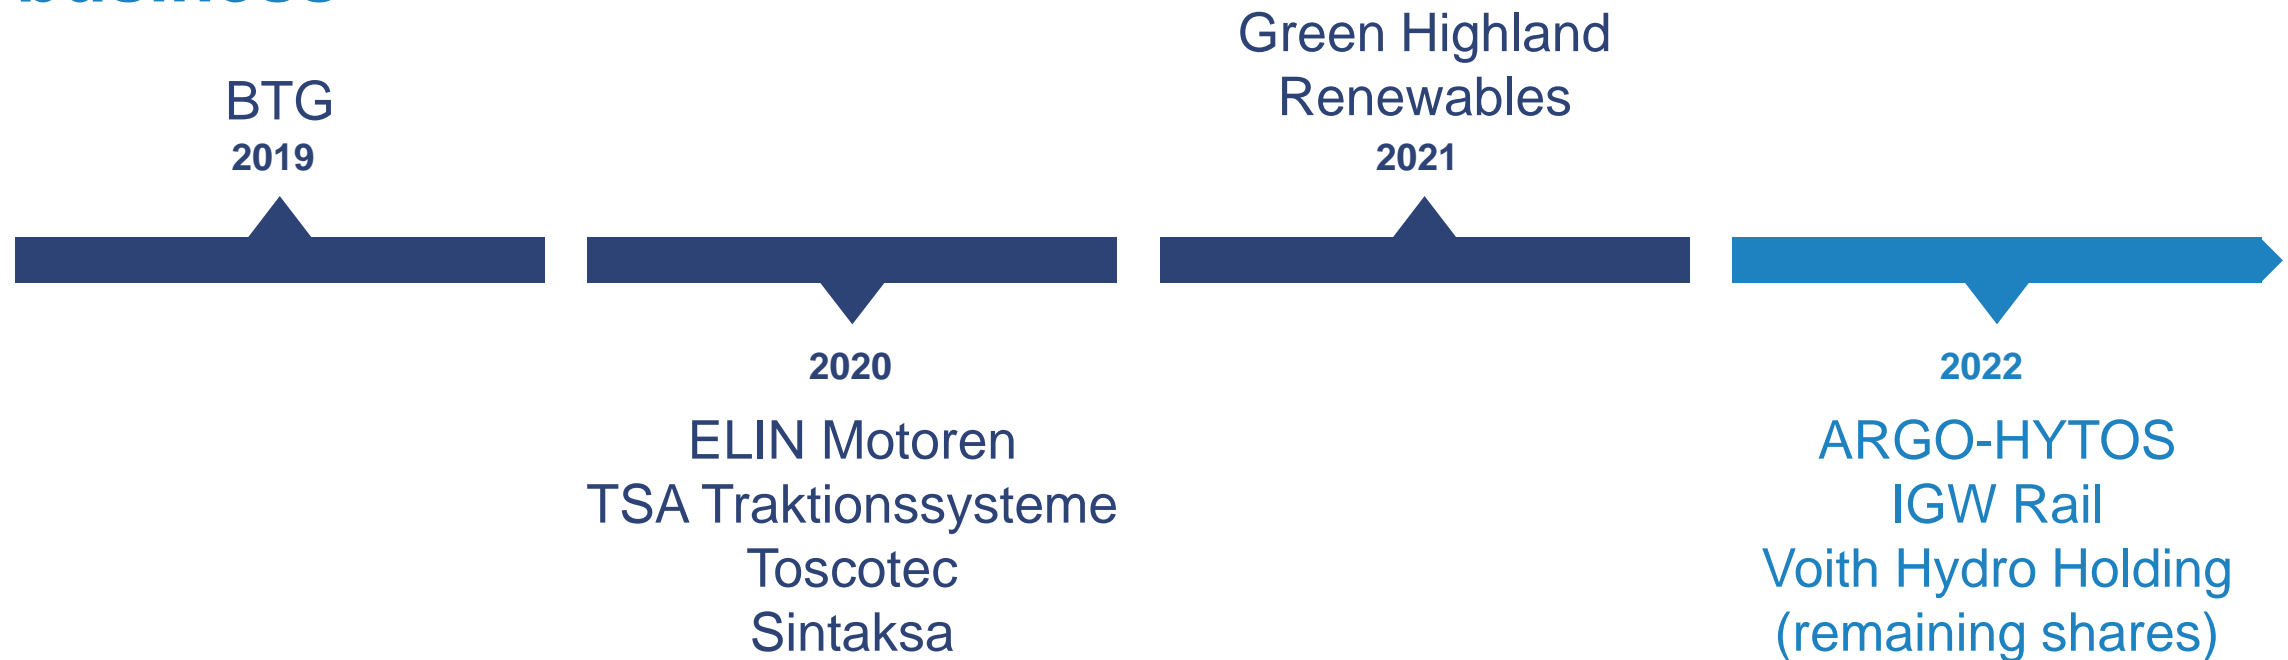 BTG
2019
Green Highland
Renewables
2021
2020
ELIN Motoren
TSA Traktionssysteme
Toscotec
Sintaksa
2022
ARGO-HYTOS
IGW Rail
Voith Hydro Holding
(remaining shares)